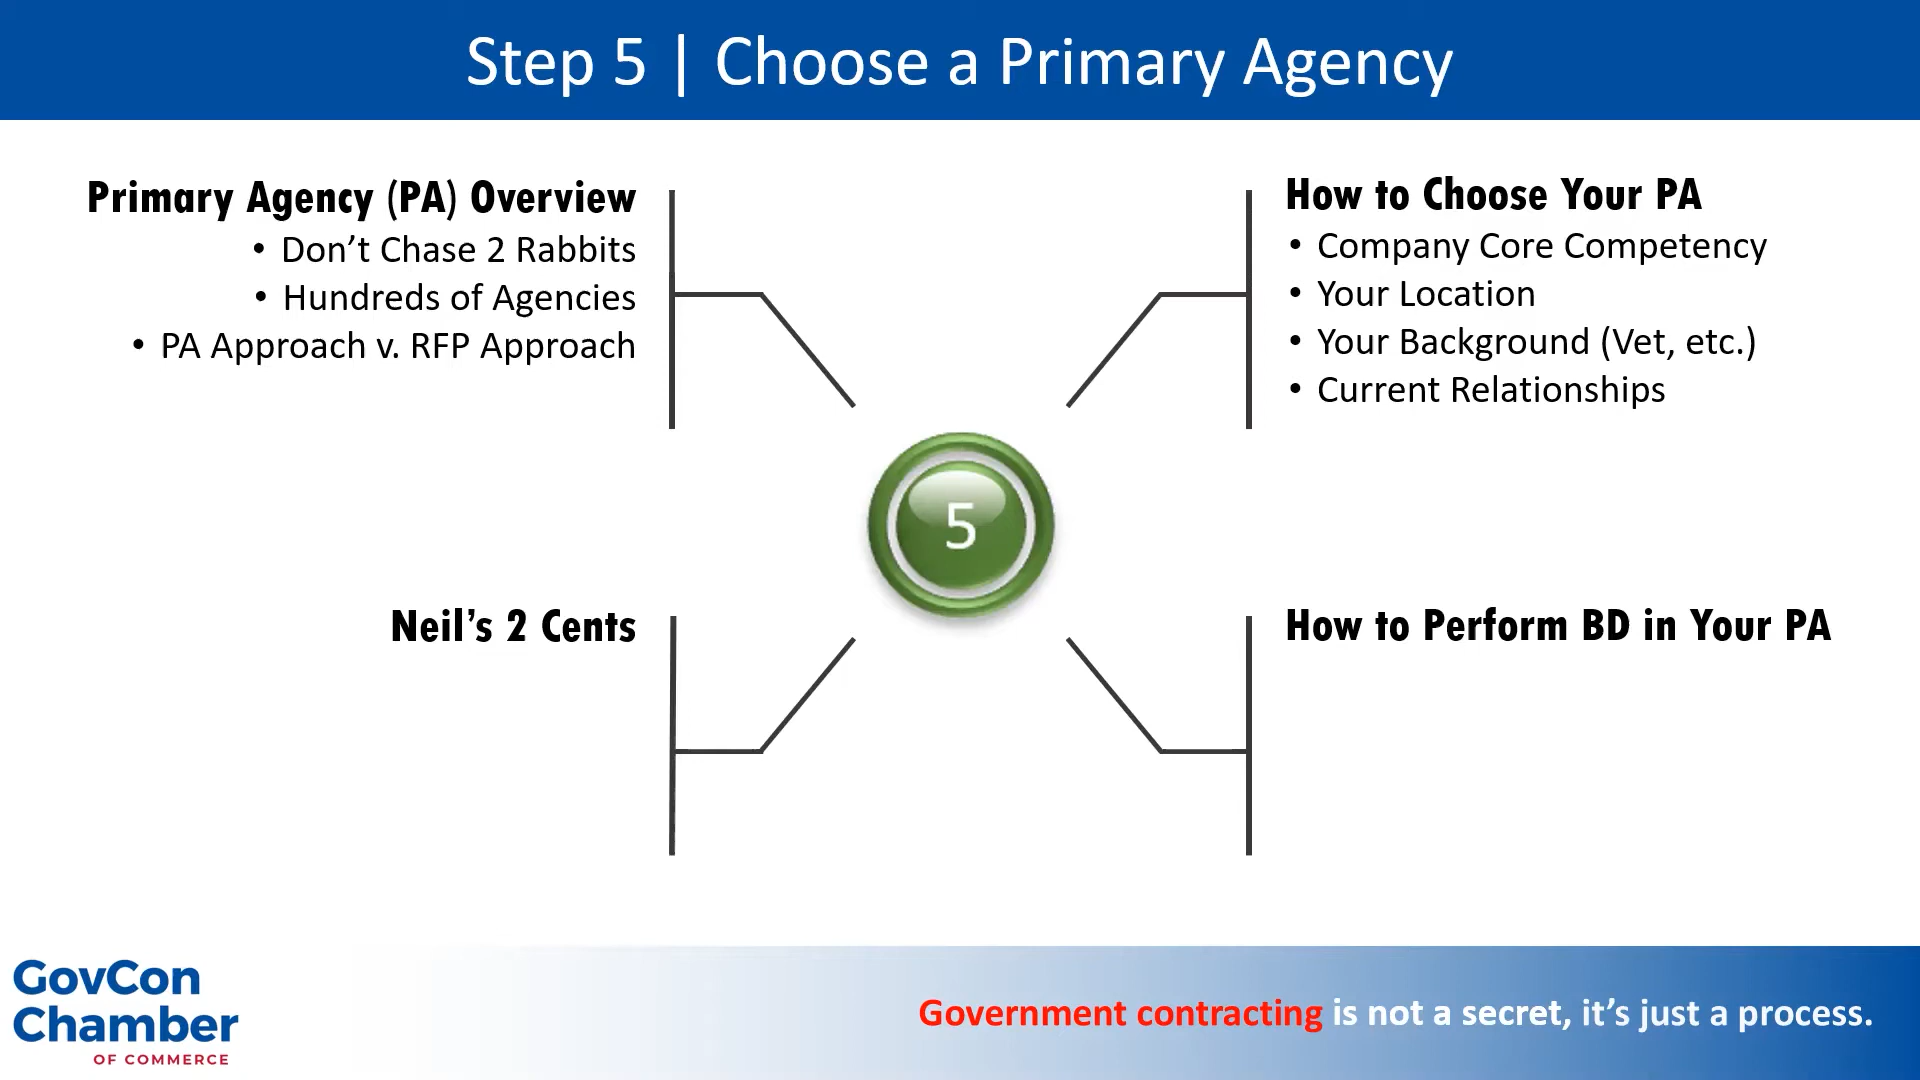 Step 5 | Choose a Primary Agency
Primary Agency (PA) Overview
• Don’t Chase 2 Rabbits
• Hundreds of Agencies
• PA Approach v. RFP Approach
How to Choose Your PA
• Company Core Competency
• Your Location
• Your Background (Vet, etc.)
• Current Relationships
5
Neil’s 2 Cents
How to Perform BD in Your PA
GovCon
Chamber
OF COMMERCE
Government contracting is not a secret, it’s just a process.